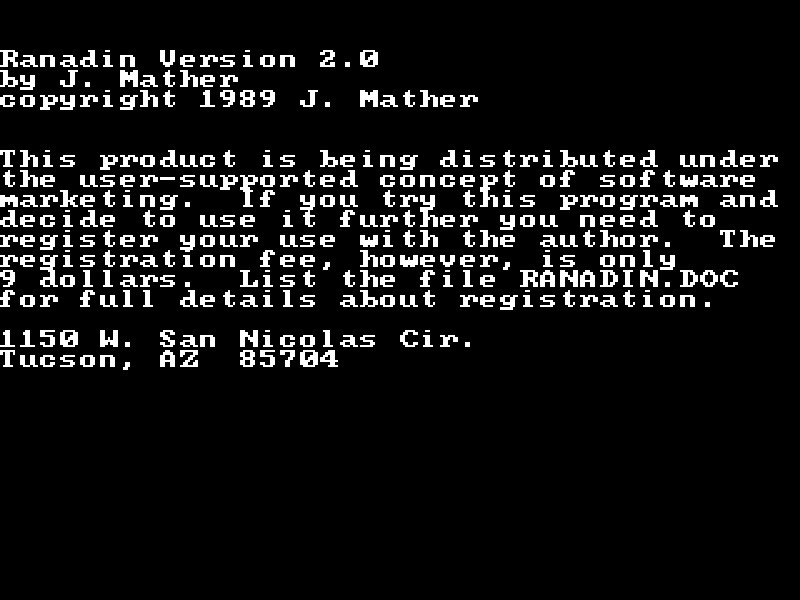 Ranadin Version 2.0
by J. Mather
copyright 1989 J. Mather
This product is being distributed under
the user-supported concept of software
marketing.  If you try this program and
decide to use it further you need to
register your use with the author.  The
registration fee, however, is only
9 dollars.  List the file RANADIN.DOC
for full details about registration.
1150 W. San Nicolas Cir.
Tucson, AZ  85704